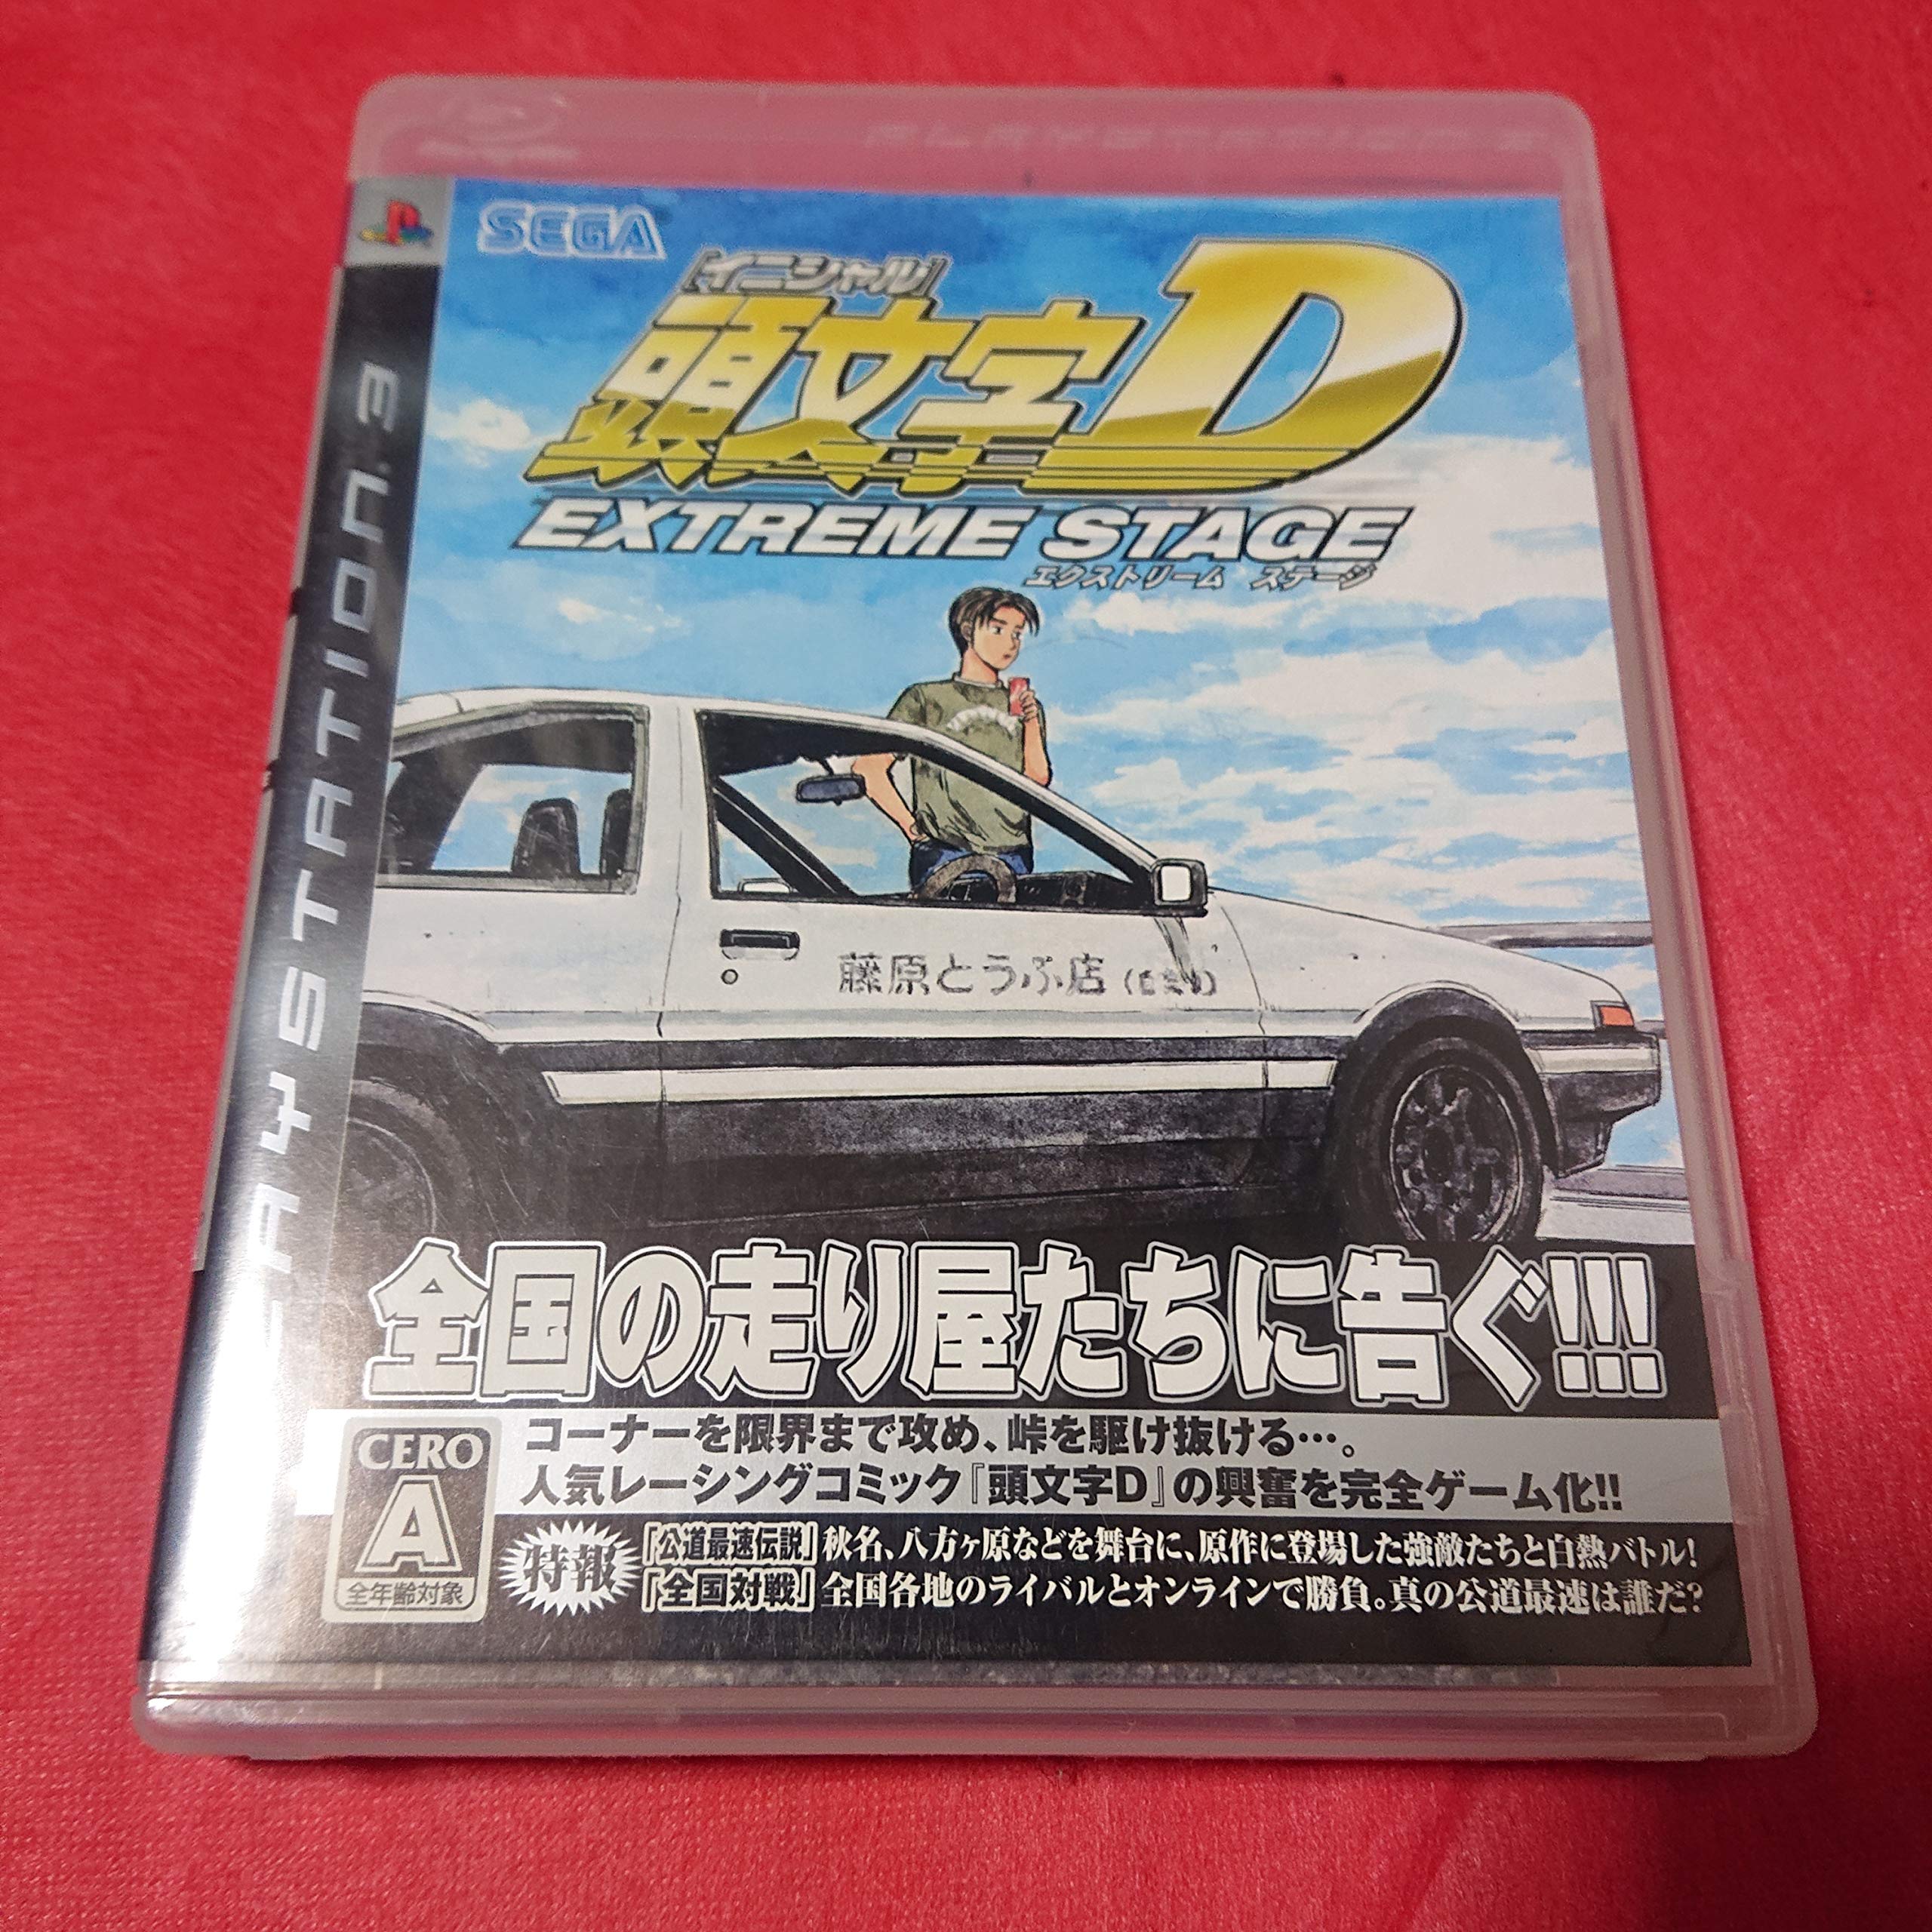 PLAYSTATION 3
SEGA
[イニシャル]
頭文字D
EXTREME STAGE
エクストリーム ステージ
藤原とうふ店
全国の走り屋たちに告ぐ!!!
コーナーを限界まで攻め、峠を駆け抜ける…。
人気レーシングコミック『頭文字D』の興奮を完全ゲーム化!!
CERO
A
全年齢対象
特報
「公道最速伝説」秋名、八方ヶ原などを舞台に、原作に登場した強敵たちと白熱バトル!
「全国対戦」全国各地のライバルとオンラインで勝負。真の公道最速は誰だ?
PLAYSTATION.3